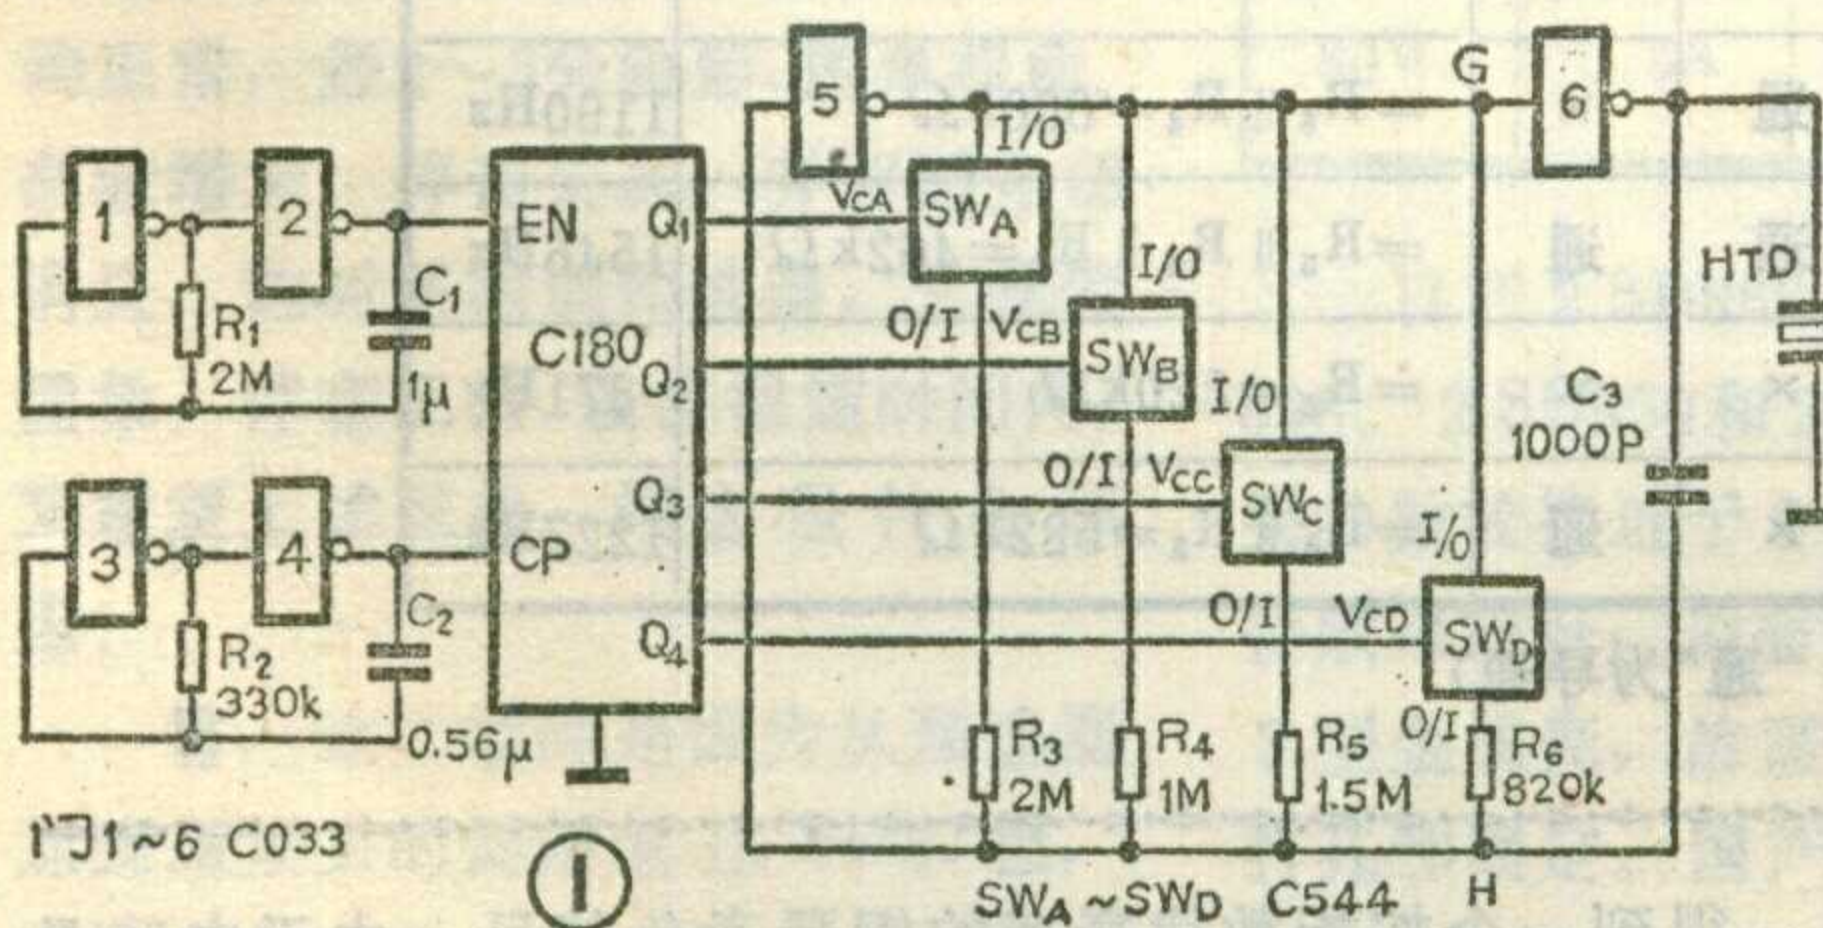 1
2
3
4
5
6
R₁
2M
C₁
1μ
R₂
330k
C₂
0.56μ
EN
CP
C180
Q₁
Q₂
Q₃
Q₄
VCA
VCB
VCC
VCD
SWA
SWB
SWC
SWD
I/O
O/I
I/O
O/I
I/O
O/I
I/O
O/I
R₃
2M
R₄
1M
R₅
1.5M
R₆
820k
G
H
C₃
1000P
HTD
门1~6 C033
①
SWA~SWD C544